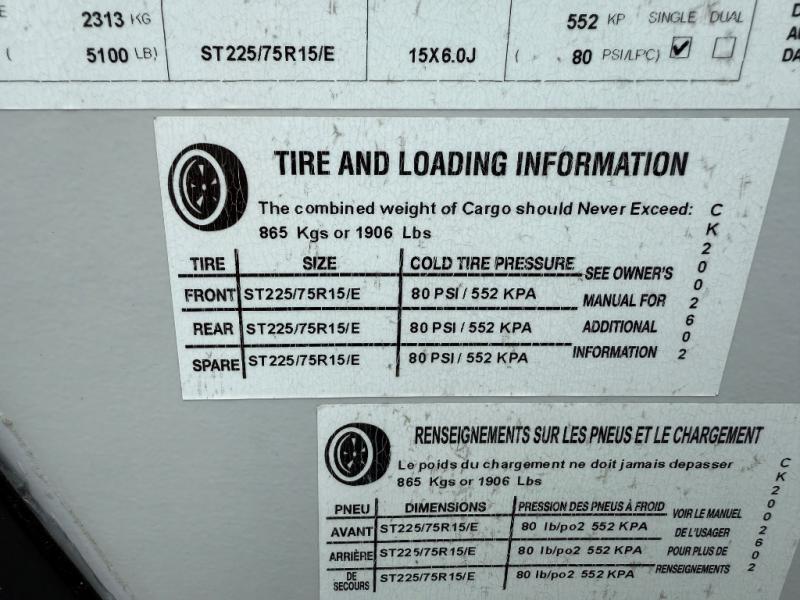 E 2313 KG 552 KP SINGLE DUAL D
( 5100 LB) ST225/75R15/E 15X6.0J ( 80 PSI/LPC) AU
DA
TIRE AND LOADING INFORMATION
The combined weight of Cargo should Never Exceed:
865 Kgs or 1906 Lbs
TIRE SIZE COLD TIRE PRESSURE SEE OWNER'S
FRONT ST225/75R15/E 80 PSI / 552 KPA MANUAL FOR
REAR ST225/75R15/E 80 PSI / 552 KPA ADDITIONAL
SPARE ST225/75R15/E 80 PSI / 552 KPA INFORMATION
CK2002602
RENSEIGNEMENTS SUR LES PNEUS ET LE CHARGEMENT
Le poids du chargement ne doit jamais depasser
865 Kgs or 1906 Lbs
PNEU DIMENSIONS PRESSION DES PNEUS À FROID VOIR LE MANUEL
AVANT ST225/75R15/E 80 lb/po2 552 KPA DE L'USAGER
ARRIÈRE ST225/75R15/E 80 lb/po2 552 KPA POUR PLUS DE
DE SECOURS ST225/75R15/E 80 lb/po2 552 KPA RENSEIGNEMENTS
CK2002602